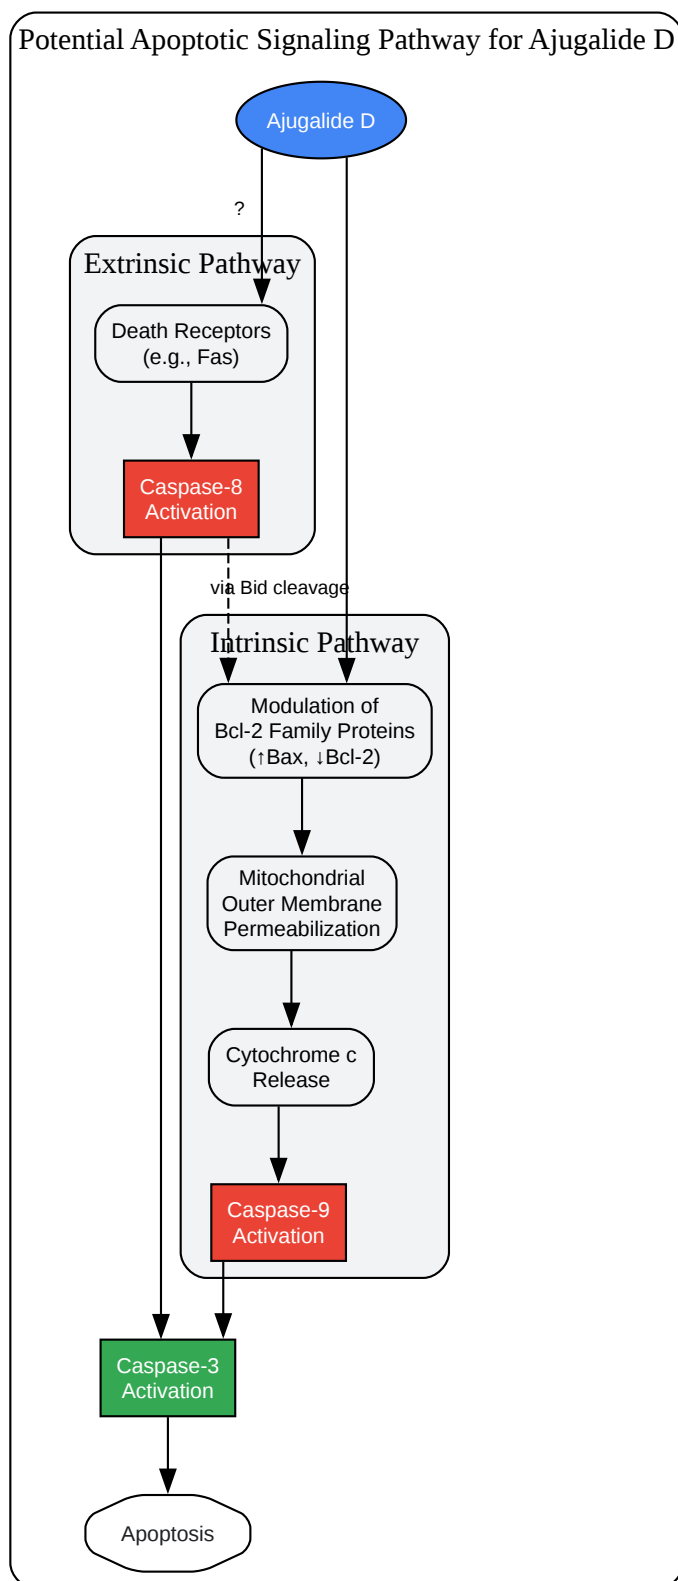 Potential Apoptotic Signaling Pathway for Ajugalide D
Ajugalide D
?
Extrinsic Pathway
Death Receptors
(e.g., Fas)
Caspase-8
Activation
via Bid cleavage
Intrinsic Pathway
Modulation of
Bcl-2 Family Proteins
(↑Bax, ↓Bcl-2)
Mitochondrial
Outer Membrane
Permeabilization
Cytochrome c
Release
Caspase-9
Activation
Caspase-3
Activation
Apoptosis